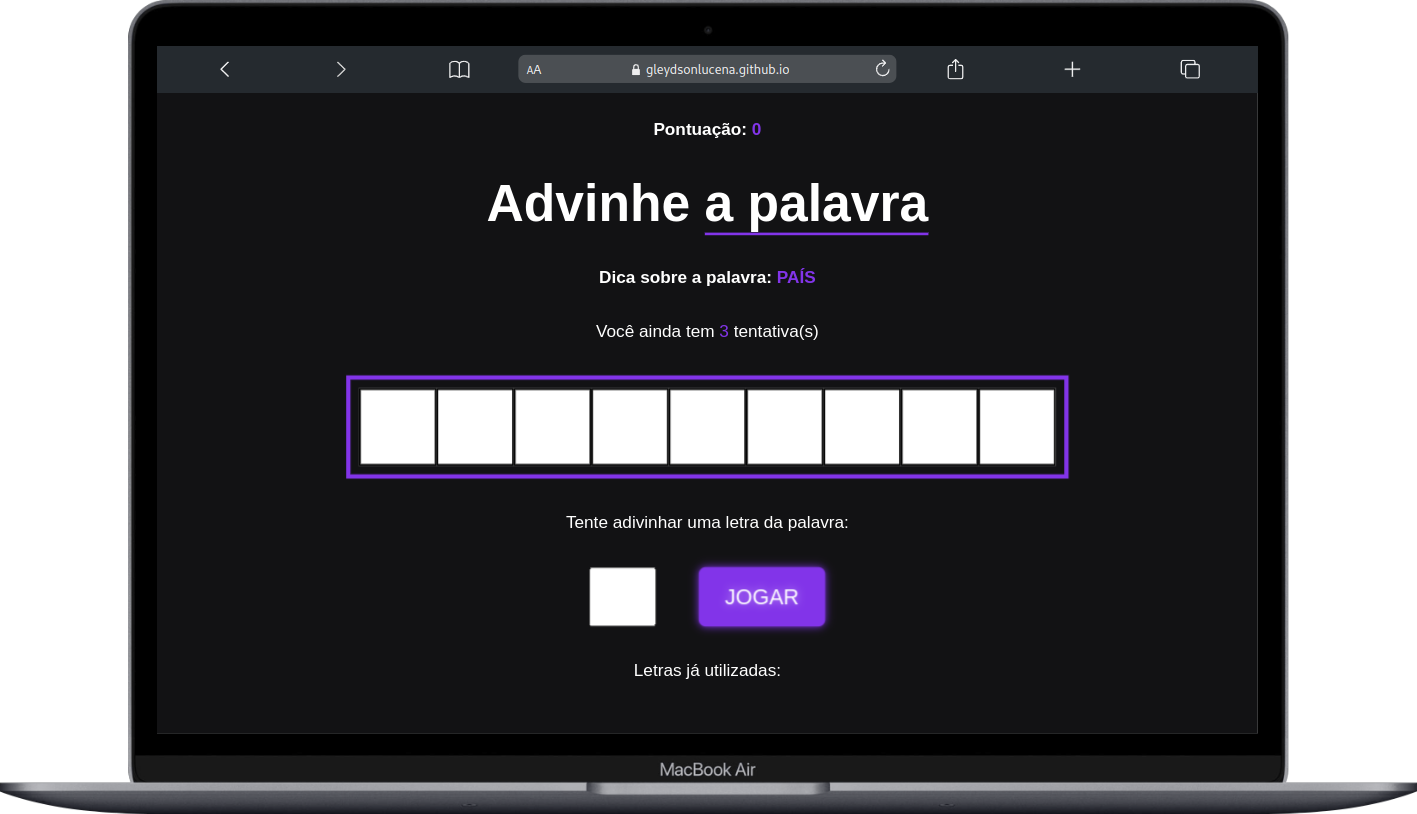 AA gleydsonlucena.github.io
Pontuação: 0
Advinhe a palavra
Dica sobre a palavra: PAÍS
Você ainda tem 3 tentativa(s)
Tente adivinhar uma letra da palavra:
JOGAR
Letras já utilizadas:
MacBook Air